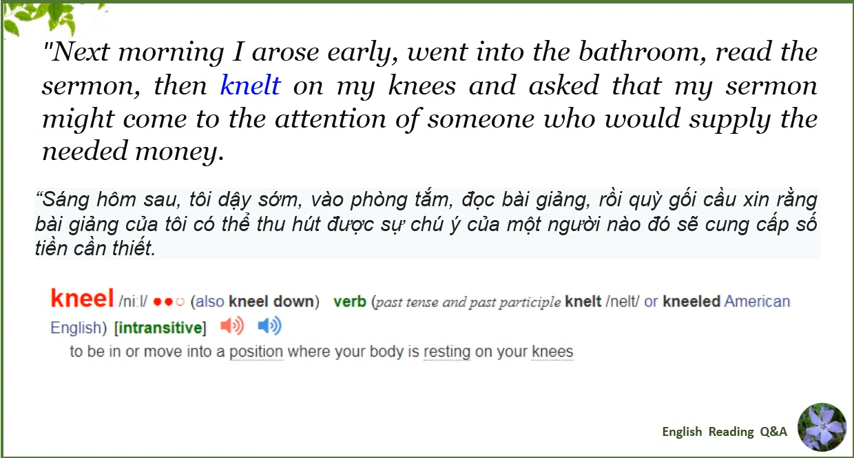 "Next morning I arose early, went into the bathroom, read the
sermon, then knelt on my knees and asked that my sermon
might come to the attention of someone who would supply the
needed money.
“Sáng hôm sau, tôi dậy sớm, vào phòng tắm, đọc bài giảng, rồi quỳ gối cầu xin rằng
bài giảng của tôi có thể thu hút được sự chú ý của một người nào đó sẽ cung cấp số
tiền cần thiết.
kneel /niːl/ ●●○ (also kneel down) verb (past tense and past participle knelt /nelt/ or kneeled American
English) [intransitive]
to be in or move into a position where your body is resting on your knees
English Reading Q&A